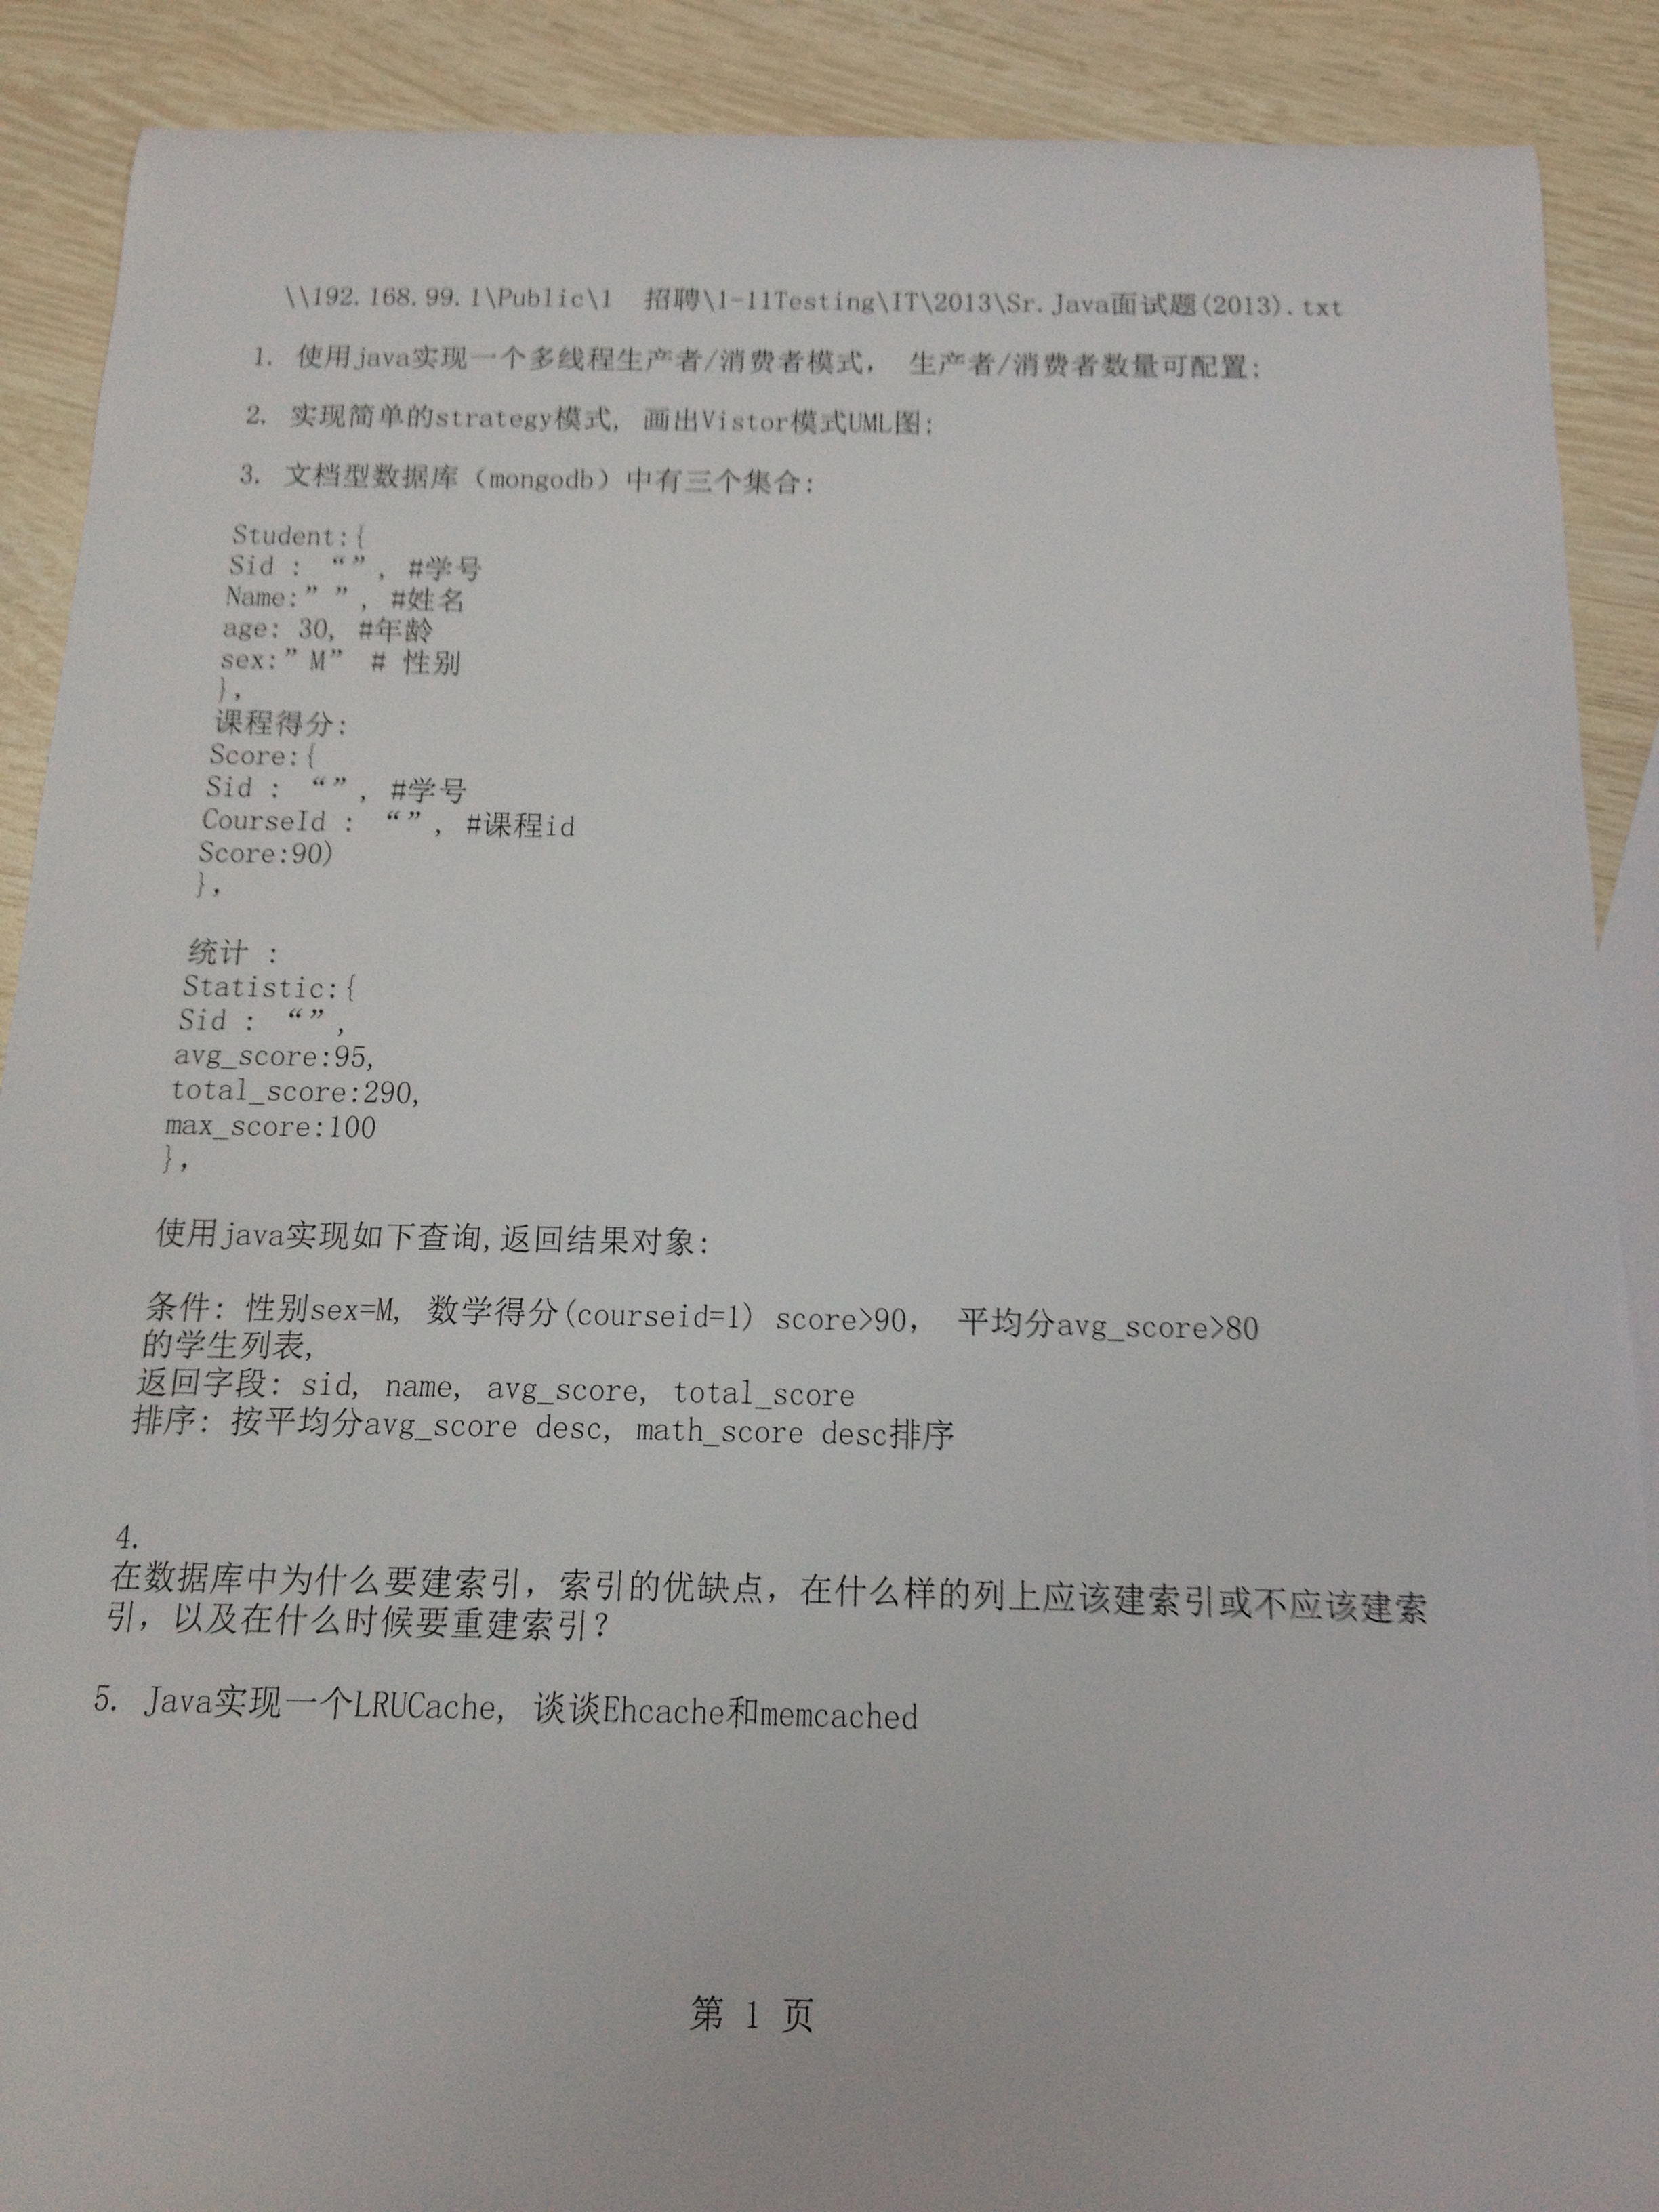 \\192.168.99.1\Public\1 招聘\1-11Testing\IT\2013\Sr.Java面试题(2013).txt
1. 使用java实现一个多线程生产者/消费者模式， 生产者/消费者数量可配置:
2. 实现简单的strategy模式, 画出Vistor模式UML图;
3. 文档型数据库（mongodb）中有三个集合:
Student:{
Sid : “”, #学号
Name:” ”, #姓名
age: 30, #年龄
sex:”M” # 性别
},
课程得分:
Score:{
Sid : “”, #学号
CourseId : “”, #课程id
Score:90)
},
统计 :
Statistic:{
Sid : “”,
avg_score:95,
total_score:290,
max_score:100
},
使用java实现如下查询,返回结果对象:
条件: 性别sex=M, 数学得分(courseid=1) score>90， 平均分avg_score>80
的学生列表,
返回字段: sid, name, avg_score, total_score
排序: 按平均分avg_score desc, math_score desc排序
4.
在数据库中为什么要建索引，索引的优缺点，在什么样的列上应该建索引或不应该建索
引，以及在什么时候要重建索引?
5. Java实现一个LRUCache, 谈谈Ehcache和memcached
第 1 页